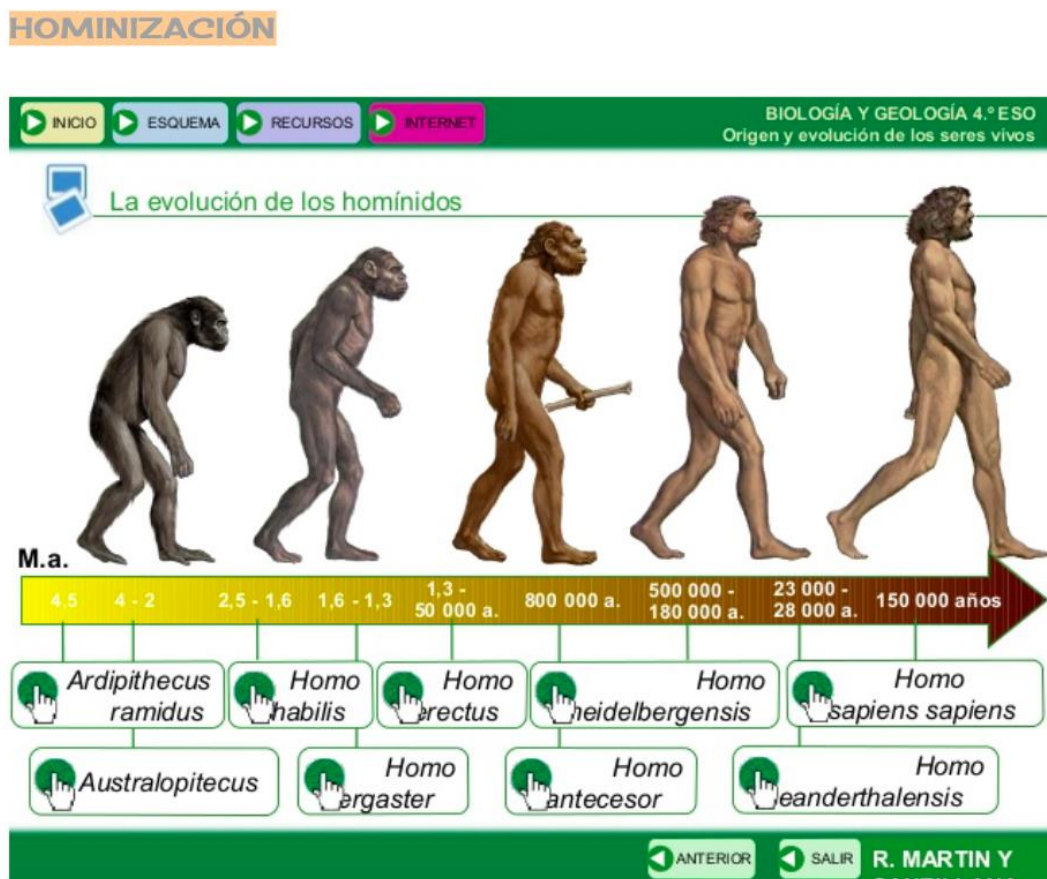 HOMINIZACIÓN
INICIO ESQUEMA RECURSOS INTERNET
BIOLOGÍA Y GEOLOGÍA 4.º ESO
Origen y evolución de los seres vivos
La evolución de los homínidos
M.a.
4.5
4 - 2
2,5 - 1,6
1,6 - 1,3
1,3 -
50 000 a.
800 000 a.
500 000 -
180 000 a.
23 000 -
28 000 a.
150 000 años
Ardipithecus
ramidus
Homo
habilis
Homo
erectus
Homo
heidelbergensis
Homo
sapiens sapiens
Australopitecus
Homo
ergaster
Homo
antecesor
Homo
neanderthalensis
ANTERIOR SALIR R. MARTIN Y